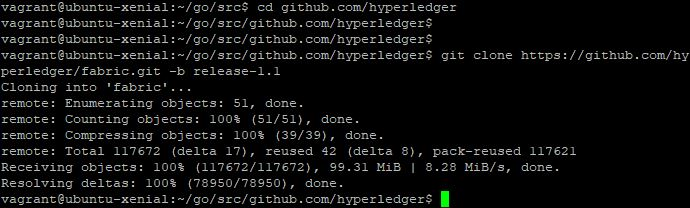 vagrant@ubuntu-xenial:~/go/src$ cd github.com/hyperledger
vagrant@ubuntu-xenial:~/go/src/github.com/hyperledger$
vagrant@ubuntu-xenial:~/go/src/github.com/hyperledger$
vagrant@ubuntu-xenial:~/go/src/github.com/hyperledger$ git clone https://github.com/hy
perledger/fabric.git -b release-1.1
Cloning into 'fabric'...
remote: Enumerating objects: 51, done.
remote: Counting objects: 100% (51/51), done.
remote: Compressing objects: 100% (39/39), done.
remote: Total 117672 (delta 17), reused 42 (delta 8), pack-reused 117621
Receiving objects: 100% (117672/117672), 99.31 MiB | 8.28 MiB/s, done.
Resolving deltas: 100% (78950/78950), done.
vagrant@ubuntu-xenial:~/go/src/github.com/hyperledger$